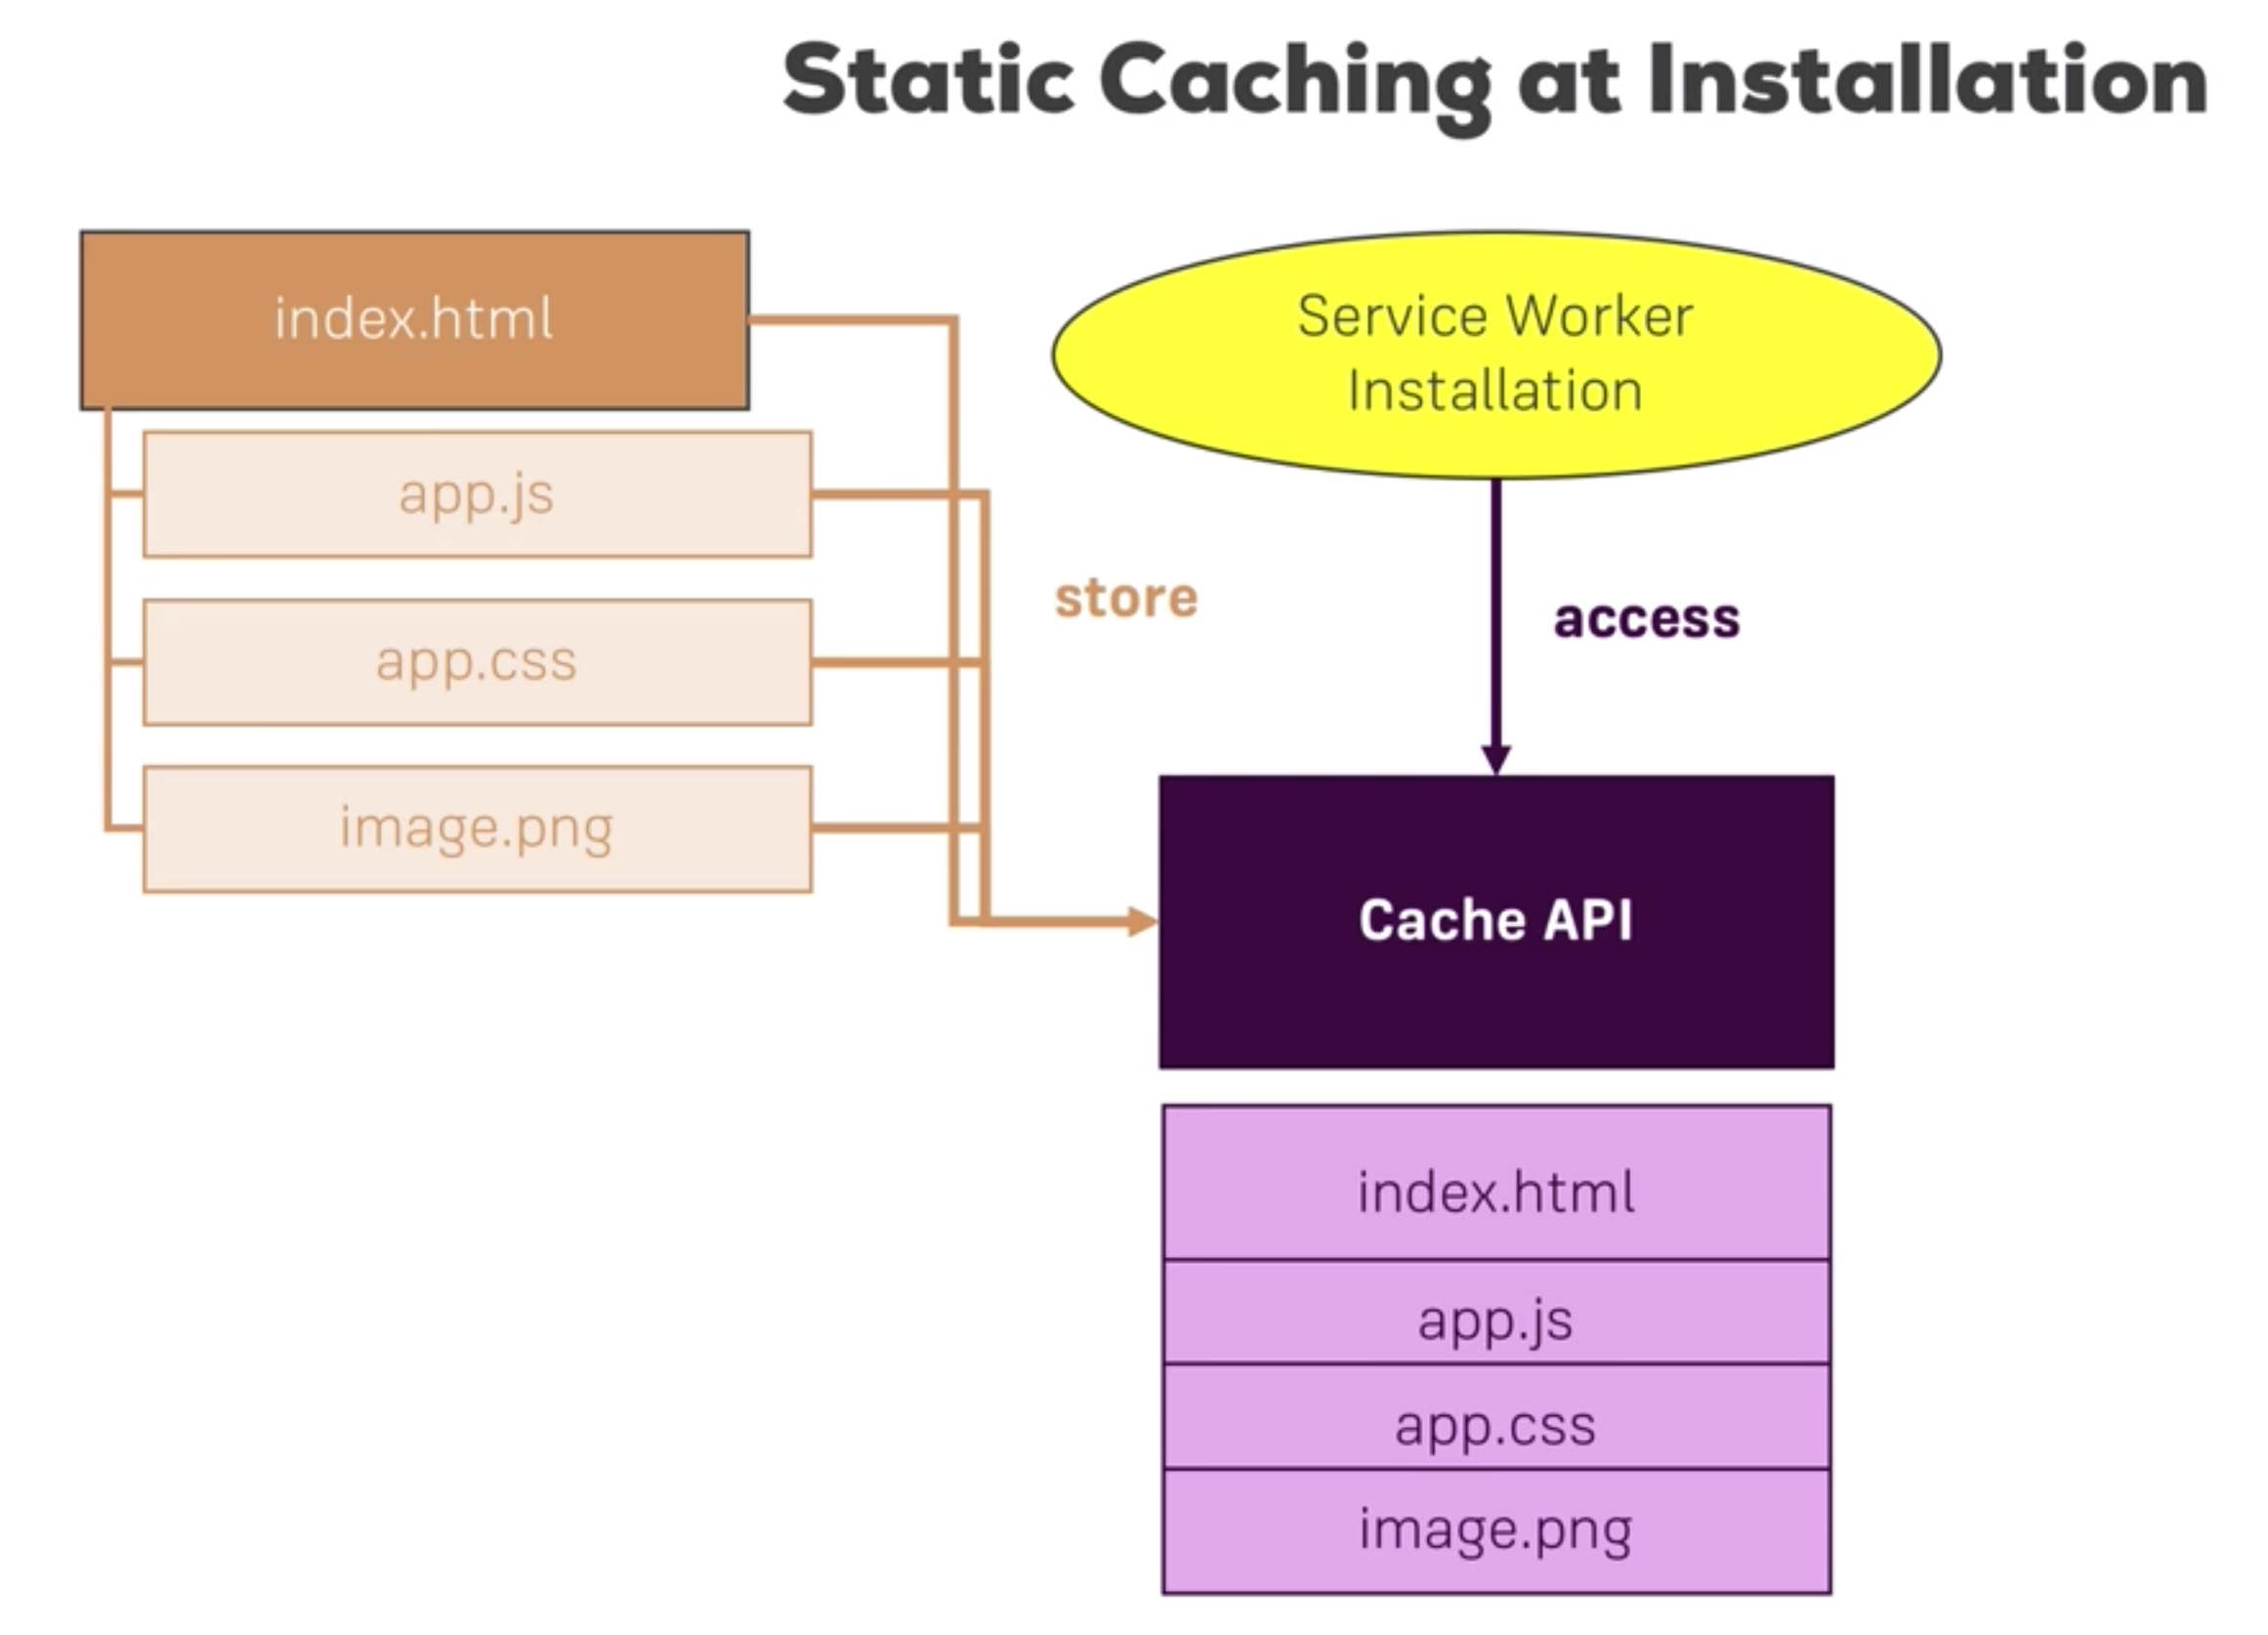 Static Caching at Installation
index.html
app.js
app.css
image.png
store
Service Worker
Installation
access
Cache API
index.html
app.js
app.css
image.png